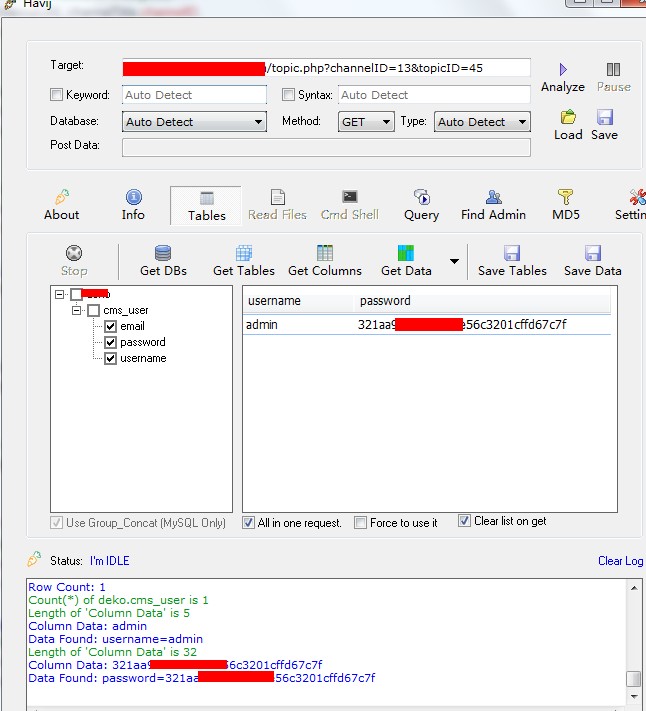 Havij
Target: /topic.php?channelID=13&topicID=45
Keyword: Auto Detect Syntax: Auto Detect
Analyze Pause
Database: Auto Detect Method: GET Type: Auto Detect
Post Data:
Load Save
About Info Tables Read Files Cmd Shell Query Find Admin MD5 Settin
Stop Get DBs Get Tables Get Columns Get Data Save Tables Save Data
cms_user
email
password
username
username password
admin 321aa9 e56c3201cffd67c7f
Use Group_Concat (MySQL Only) All in one request. Force to use it Clear list on get
Status: I'm IDLE Clear Log
Row Count: 1
Count(*) of deko.cms_user is 1
Length of 'Column Data' is 5
Column Data: admin
Data Found: username=admin
Length of 'Column Data' is 32
Column Data: 321aa9 56c3201cffd67c7f
Data Found: password=321aa 56c3201cffd67c7f